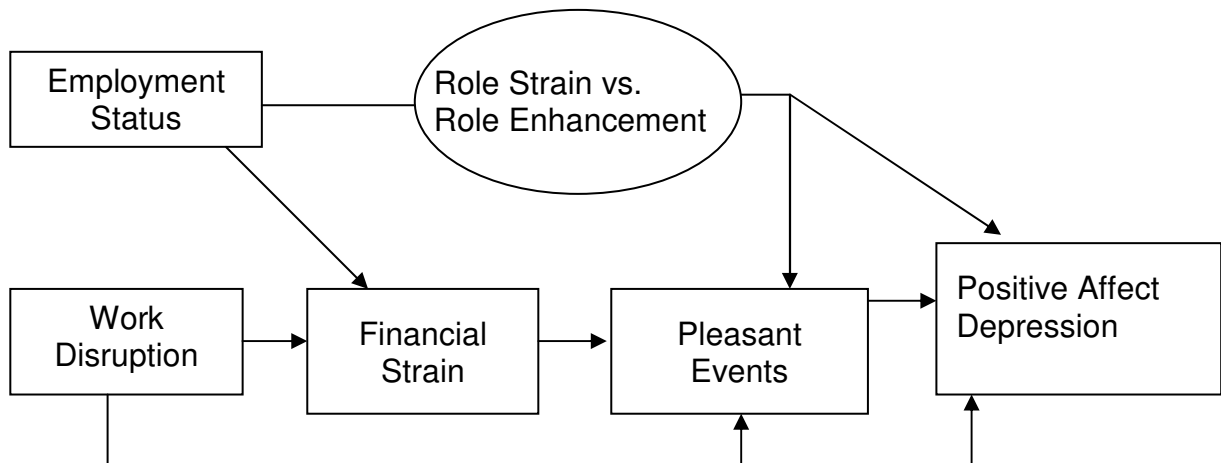 Employment
Status
Role Strain vs.
Role Enhancement
Work
Disruption
Financial
Strain
Pleasant
Events
Positive Affect
Depression